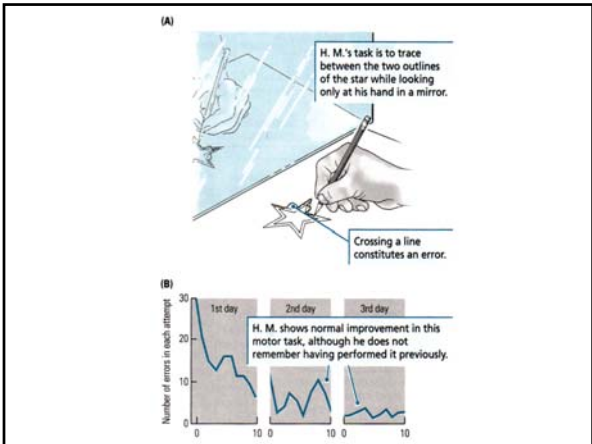 (A)
H. M.'s task is to trace
between the two outlines
of the star while looking
only at his hand in a mirror.
Crossing a line
constitutes an error.
(B)
Number of errors in each attempt
30
20
10
0
1st day
2nd day
3rd day
H. M. shows normal improvement in this
motor task, although he does not
remember having performed it previously.
0
10
0
10
0
10